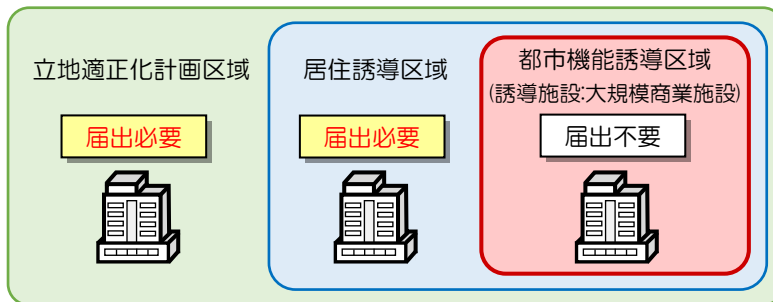 立地適正化計画区域
届出必要
居住誘導区域
届出必要
都市機能誘導区域
(誘導施設:大規模商業施設)
届出不要